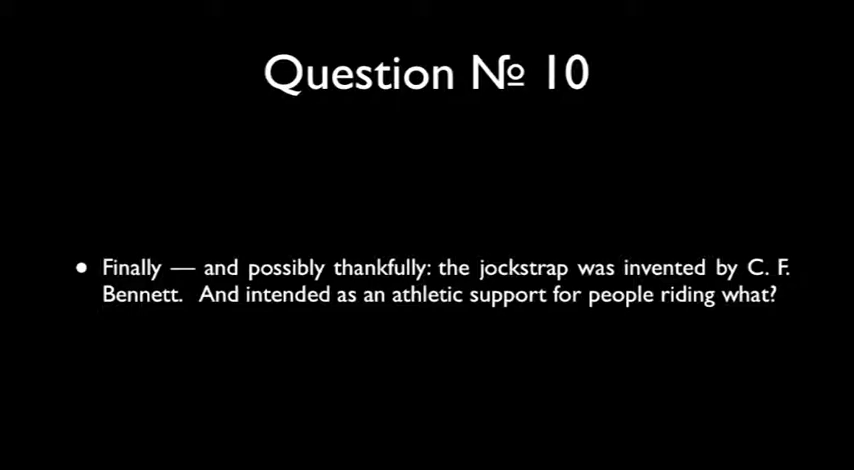 Question № 10
• Finally — and possibly thankfully: the jockstrap was invented by C. F.
Bennett. And intended as an athletic support for people riding what?